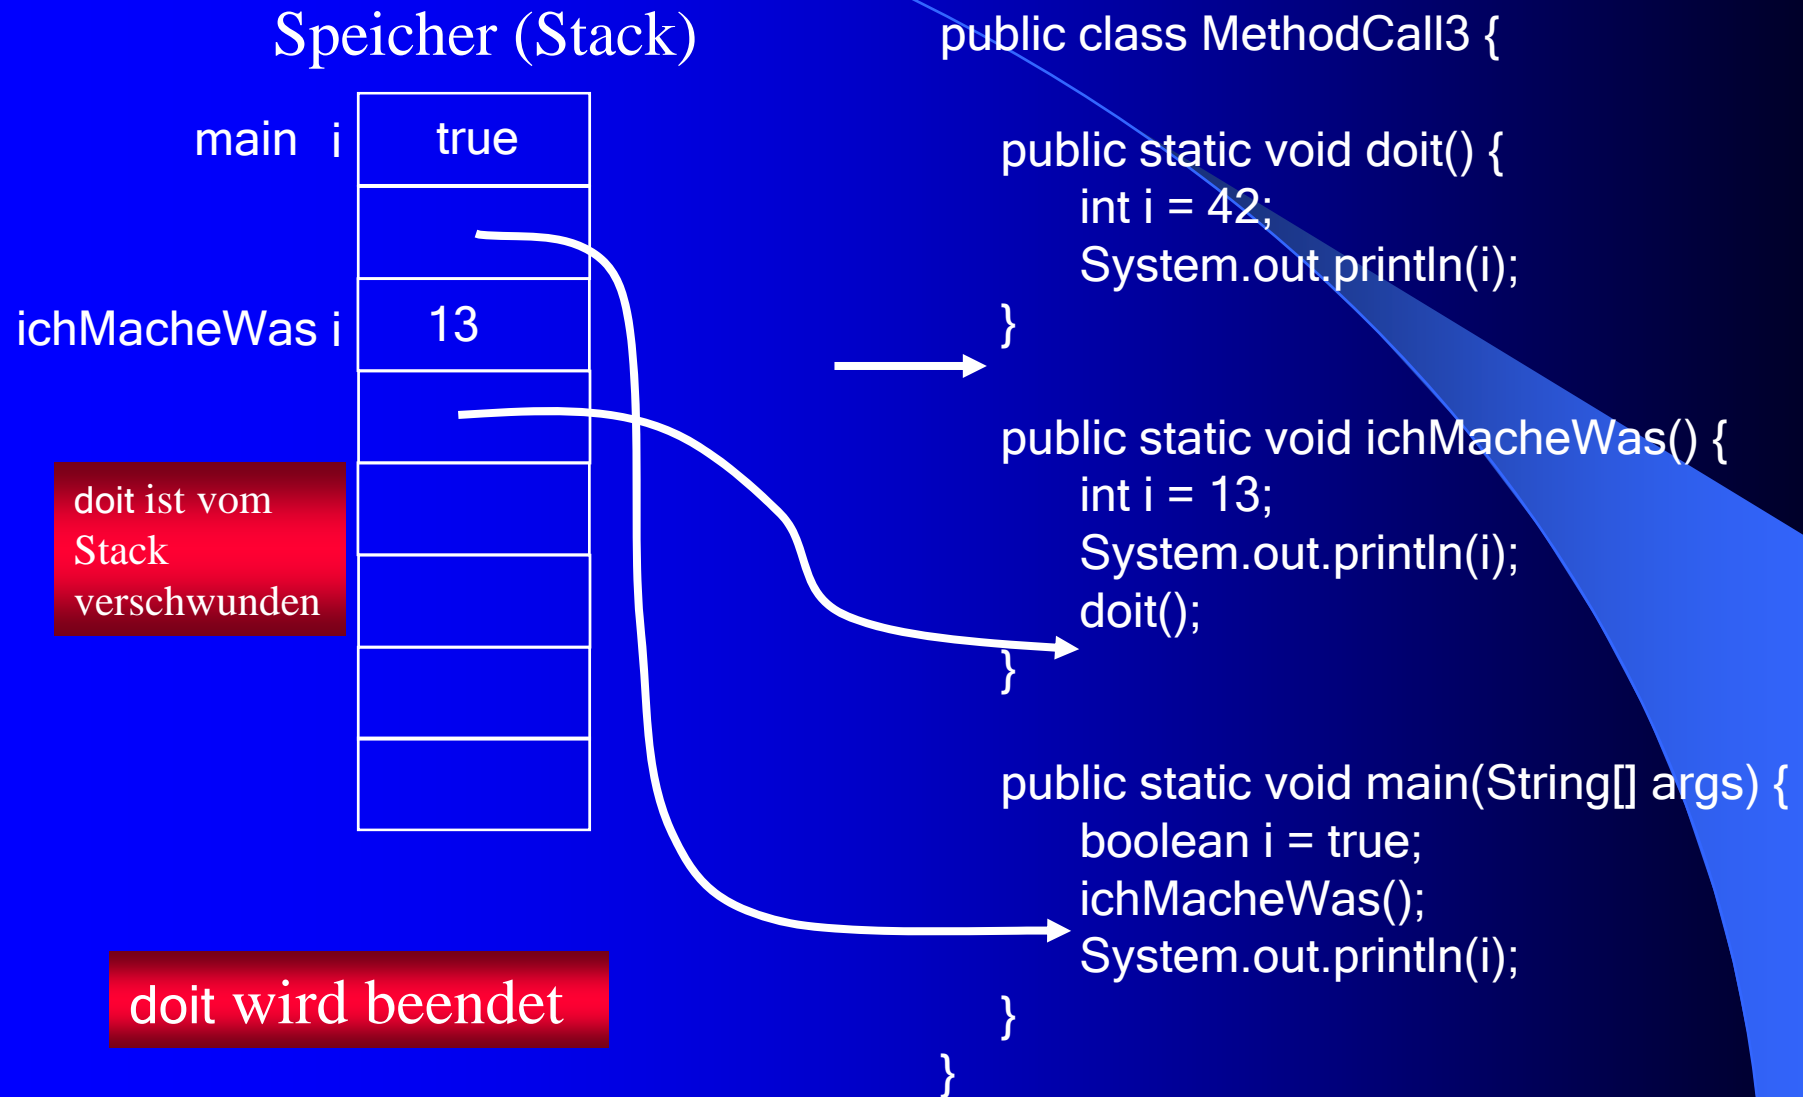 Speicher (Stack)
main i true
ichMacheWas i 13
doit ist vom
Stack
verschwunden
doit wird beendet
public class MethodCall3 {
public static void doit() {
int i = 42;
System.out.println(i);
}
public static void ichMacheWas() {
int i = 13;
System.out.println(i);
doit();
}
public static void main(String[] args) {
boolean i = true;
ichMacheWas();
System.out.println(i);
}
}